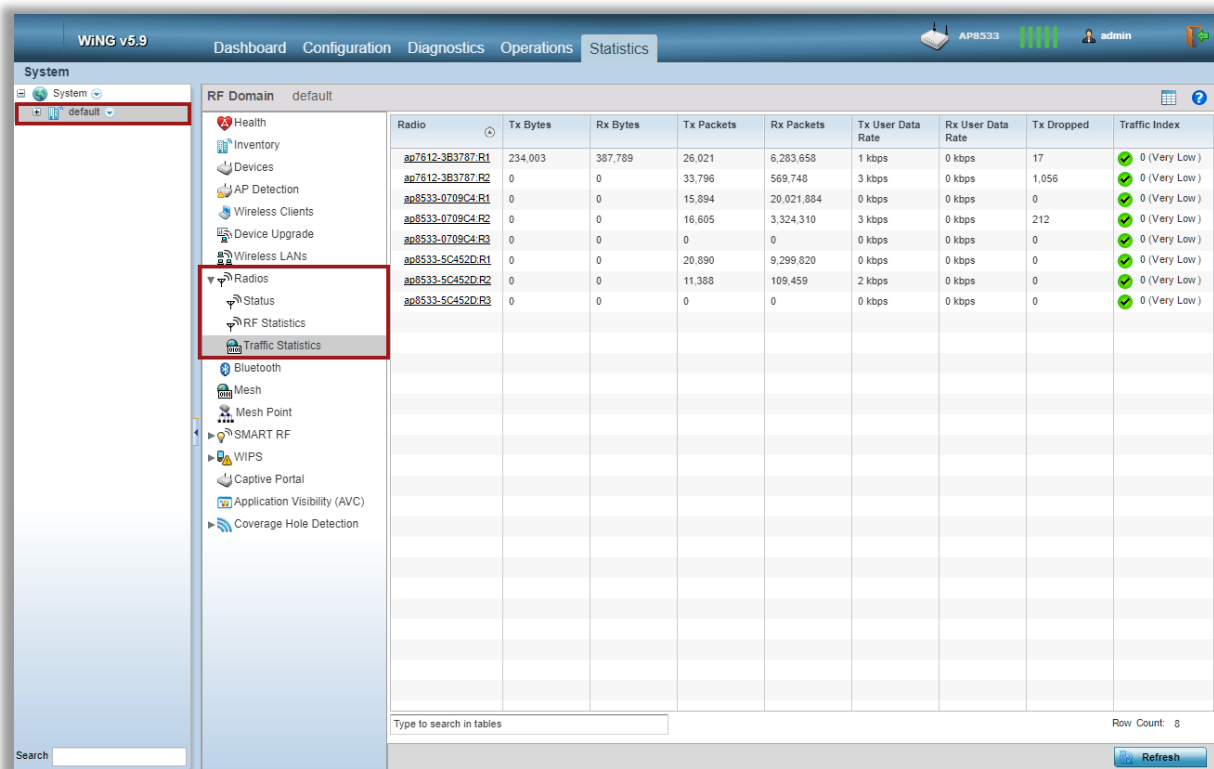 WiNG v5.9
Dashboard Configuration Diagnostics Operations Statistics
AP8533 admin
System
System
default
RF Domain default
Health
Inventory
Devices
AP Detection
Wireless Clients
Device Upgrade
Wireless LANs
Radios
Status
RF Statistics
Traffic Statistics
Bluetooth
Mesh
Mesh Point
SMART RF
WIPS
Captive Portal
Application Visibility (AVC)
Coverage Hole Detection
Radio Tx Bytes Rx Bytes Tx Packets Rx Packets Tx User Data Rate Rx User Data Rate Tx Dropped Traffic Index
ap7612-3B3787:R1 234,003 387,789 26,021 6,283,658 1 kbps 0 kbps 17 0 (Very Low)
ap7612-3B3787:R2 0 0 33,796 569,748 3 kbps 0 kbps 1,056 0 (Very Low)
ap8533-0709C4:R1 0 0 15,894 20,021,884 0 kbps 0 kbps 0 0 (Very Low)
ap8533-0709C4:R2 0 0 16,605 3,324,310 3 kbps 0 kbps 212 0 (Very Low)
ap8533-0709C4:R3 0 0 0 0 0 kbps 0 kbps 0 0 (Very Low)
ap8533-5C452D:R1 0 0 20,890 9,299,820 0 kbps 0 kbps 0 0 (Very Low)
ap8533-5C452D:R2 0 0 11,388 109,459 2 kbps 0 kbps 0 0 (Very Low)
ap8533-5C452D:R3 0 0 0 0 0 kbps 0 kbps 0 0 (Very Low)
Type to search in tables Row Count: 8
Search Refresh